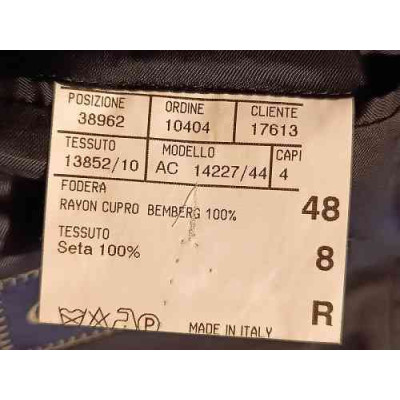 POSIZIONE ORDINE CLIENTE
38962 10404 17613
TESSUTO MODELLO CAPI
13852/10 AC 14227/44 4
FODERA
RAYON CUPRO BEMBERG 100% 48
TESSUTO
Seta 100% 8
R
P
MADE IN ITALY